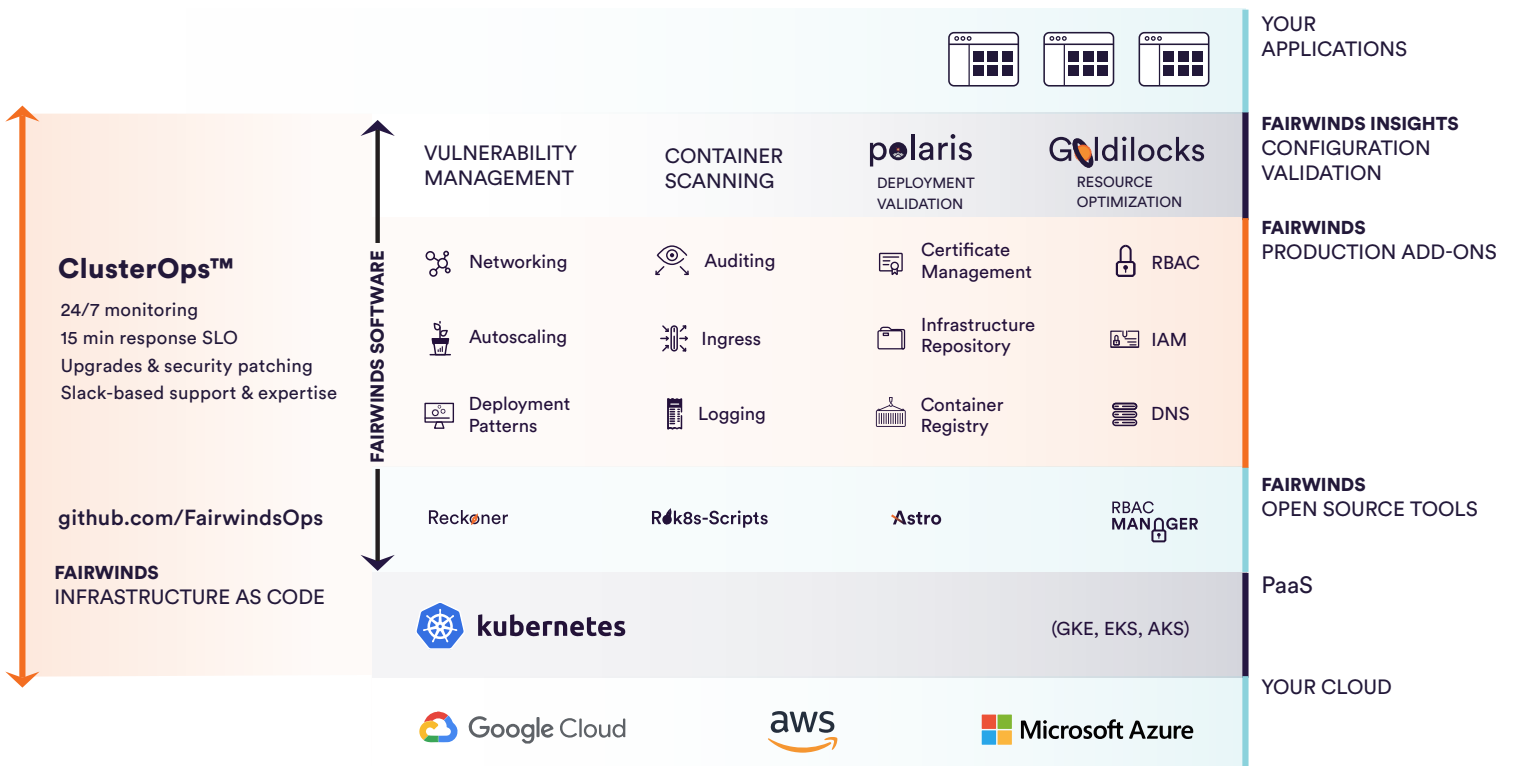 YOUR
APPLICATIONS
VULNERABILITY
MANAGEMENT
CONTAINER
SCANNING
polaris
DEPLOYMENT
VALIDATION
Goldilocks
RESOURCE
OPTIMIZATION
FAIRWINDS INSIGHTS
CONFIGURATION
VALIDATION
ClusterOps™
24/7 monitoring
15 min response SLO
Upgrades & security patching
Slack-based support & expertise
github.com/FairwindsOps
FAIRWINDS
INFRASTRUCTURE AS CODE
FAIRWINDS SOFTWARE
Networking
Auditing
Certificate
Management
RBAC
Autoscaling
Ingress
Infrastructure
Repository
IAM
Deployment
Patterns
Logging
Container
Registry
DNS
FAIRWINDS
PRODUCTION ADD-ONS
Reckoner
Rok8s-Scripts
Astro
RBAC
MANAGER
FAIRWINDS
OPEN SOURCE TOOLS
kubernetes
(GKE, EKS, AKS)
PaaS
Google Cloud
aws
Microsoft Azure
YOUR CLOUD